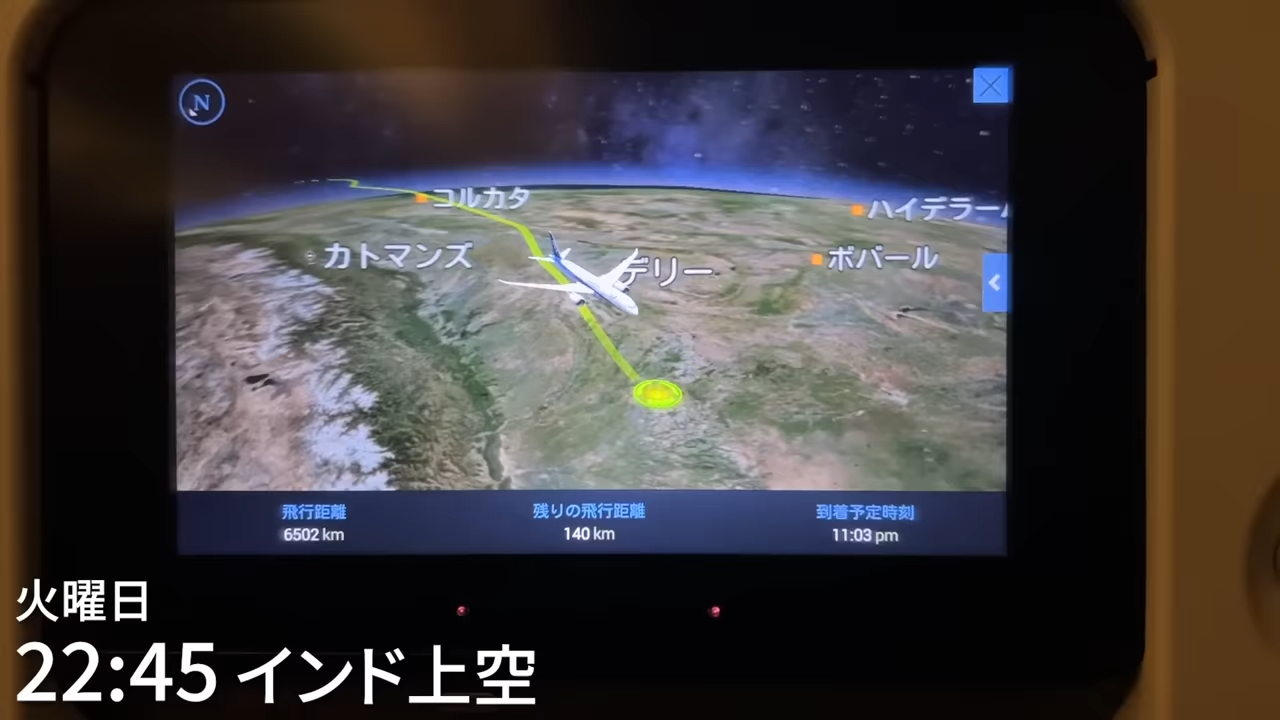 N
コルカタ
ハイデラー
カトマンズ
デリー
ボパール
飛行距離
6502 km
残りの飛行距離
140 km
到着予定時刻
11:03 pm
火曜日
22:45 インド上空